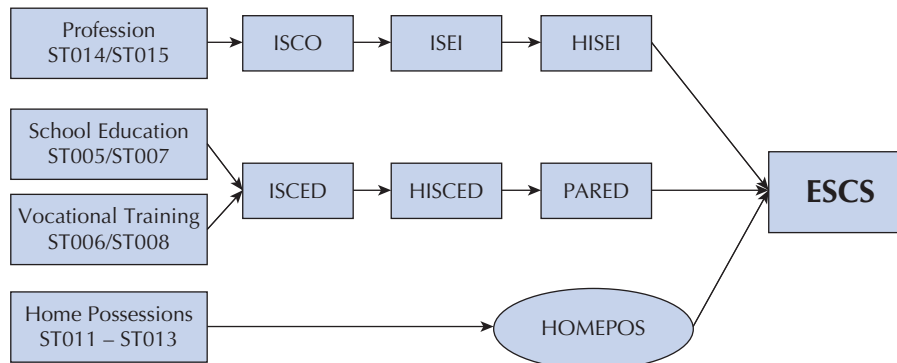 Profession
ST014/ST015
ISCO
ISEI
HISEI
School Education
ST005/ST007
Vocational Training
ST006/ST008
ISCED
HISCED
PARED
ESCS
Home Possessions
ST011 – ST013
HOMEPOS